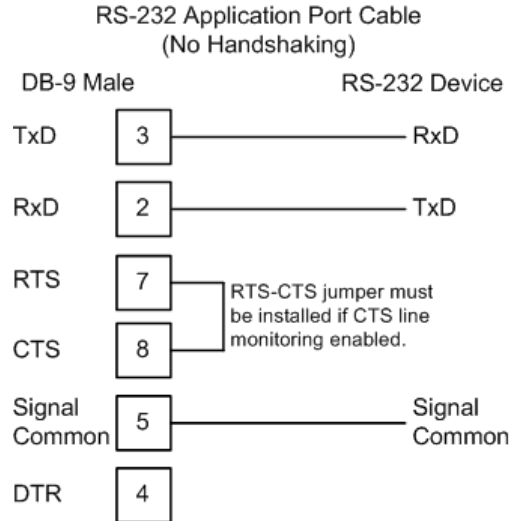 RS-232 Application Port Cable
(No Handshaking)
DB-9 Male
RS-232 Device
TxD
3
RxD
RxD
2
TxD
RTS
7
RTS-CTS jumper must
be installed if CTS line
monitoring enabled.
CTS
8
Signal
Common
5
Signal
Common
DTR
4